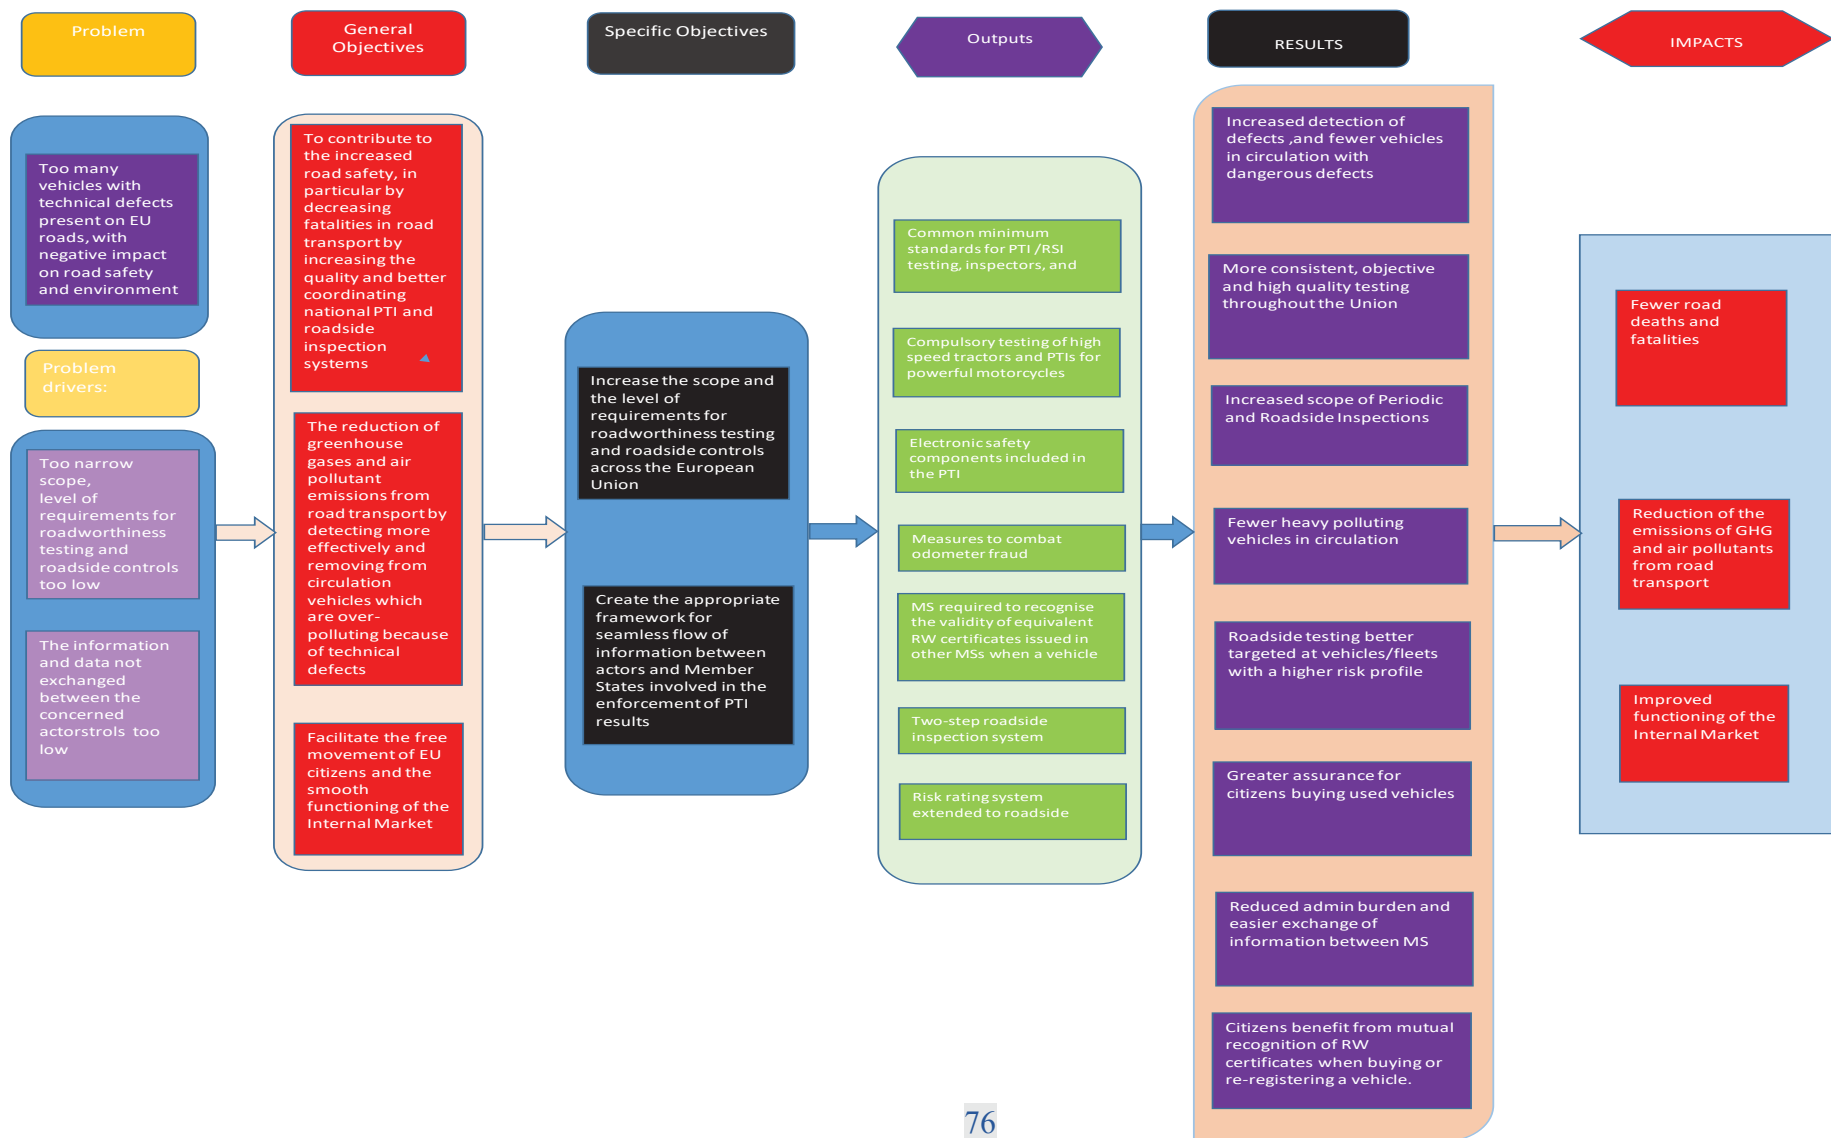 Problem
General
Objectives
Specific Objectives
Outputs
RESULTS
IMPACTS
Too many
vehicles with
technical defects
present on EU
roads, with
negative impact
on road safety
and environment
Problem
drivers:
Too narrow
scope,
level of
requirements for
roadworthiness
testing and
roadside controls
too low
The information
and data not
exchanged
between the
concerned
actorstrols too
low
To contribute to
the increased
road safety, in
particular by
decreasing
fatalities in road
transport by
increasing the
quality and better
coordinating
national PTI and
roadside
inspection
systems
The reduction of
greenhouse
gases and air
pollutant
emissions from
road transport by
detecting more
effectively and
removing from
circulation
vehicles which
are over-
polluting because
of technical
defects
Facilitate the free
movement of EU
citizens and the
smooth
functioning of the
Internal Market
Increase the scope and
the level of
requirements for
roadworthiness testing
and roadside controls
across the European
Union
Create the appropriate
framework for
seamless flow of
information between
actors and Member
States involved in the
enforcement of PTI
results
Common minimum
standards for PTI /RSI
testing, inspectors, and
Compulsory testing of high
speed tractors and PTIs for
powerful motorcycles
Electronic safety
components included in
the PTI
Measures to combat
odometer fraud
MS required to recognise
the validity of equivalent
RW certificates issued in
other MSs when a vehicle
Two-step roadside
inspection system
Risk rating system
extended to roadside
Increased detection of
defects ,and fewer vehicles
in circulation with
dangerous defects
More consistent, objective
and high quality testing
throughout the Union
Increased scope of Periodic
and Roadside Inspections
Fewer heavy polluting
vehicles in circulation
Roadside testing better
targeted at vehicles/fleets
with a higher risk profile
Greater assurance for
citizens buying used vehicles
Reduced admin burden and
easier exchange of
information between MS
Citizens benefit from mutual
recognition of RW
certificates when buying or
re-registering a vehicle.
Fewer road
deaths and
fatalities
Reduction of the
emissions of GHG
and air pollutants
from road
transport
Improved
functioning of the
Internal Market
76